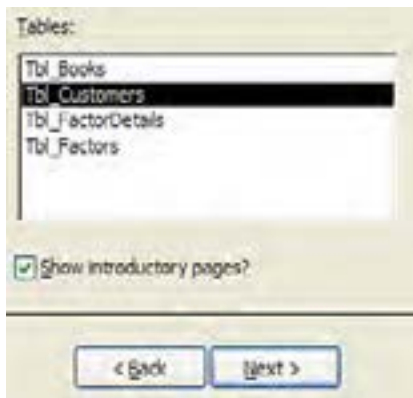 Tables:
Tbl_Books
Tbl_Customers
Tbl_FactorDetails
Tbl_Factors
Show introductory pages?
< Back Next >